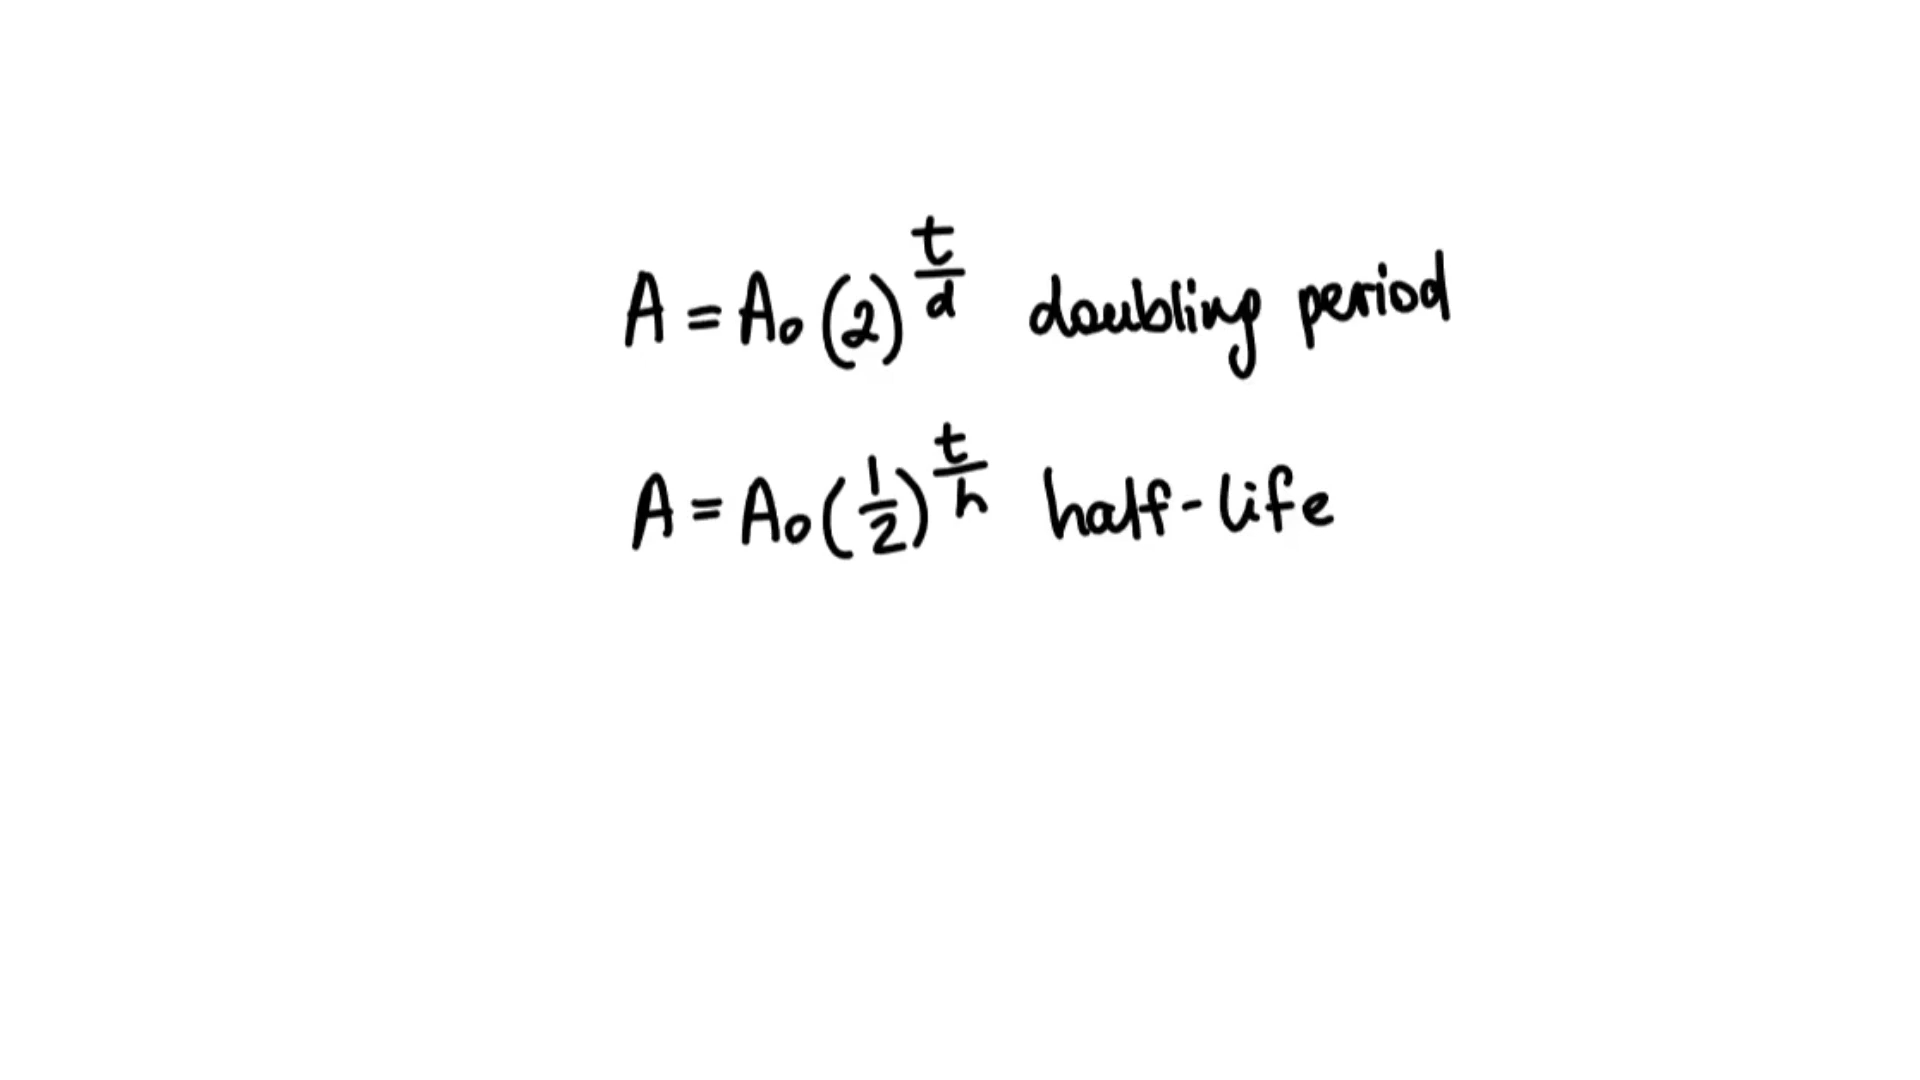 A = A₀(2)^(t/d) doubling period
A = A₀(1/2)^(t/h) half-life